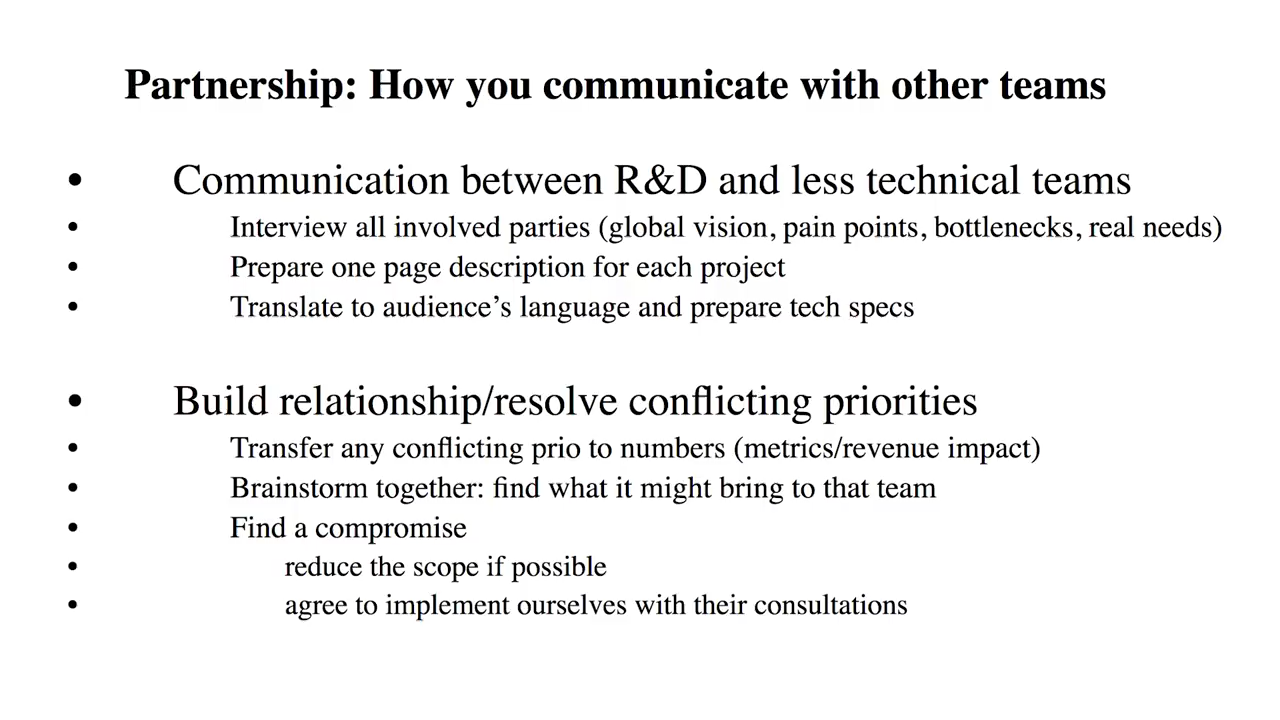 Partnership: How you communicate with other teams
• Communication between R&D and less technical teams
• Interview all involved parties (global vision, pain points, bottlenecks, real needs)
• Prepare one page description for each project
• Translate to audience’s language and prepare tech specs
• Build relationship/resolve conflicting priorities
• Transfer any conflicting prio to numbers (metrics/revenue impact)
• Brainstorm together: find what it might bring to that team
• Find a compromise
• reduce the scope if possible
• agree to implement ourselves with their consultations